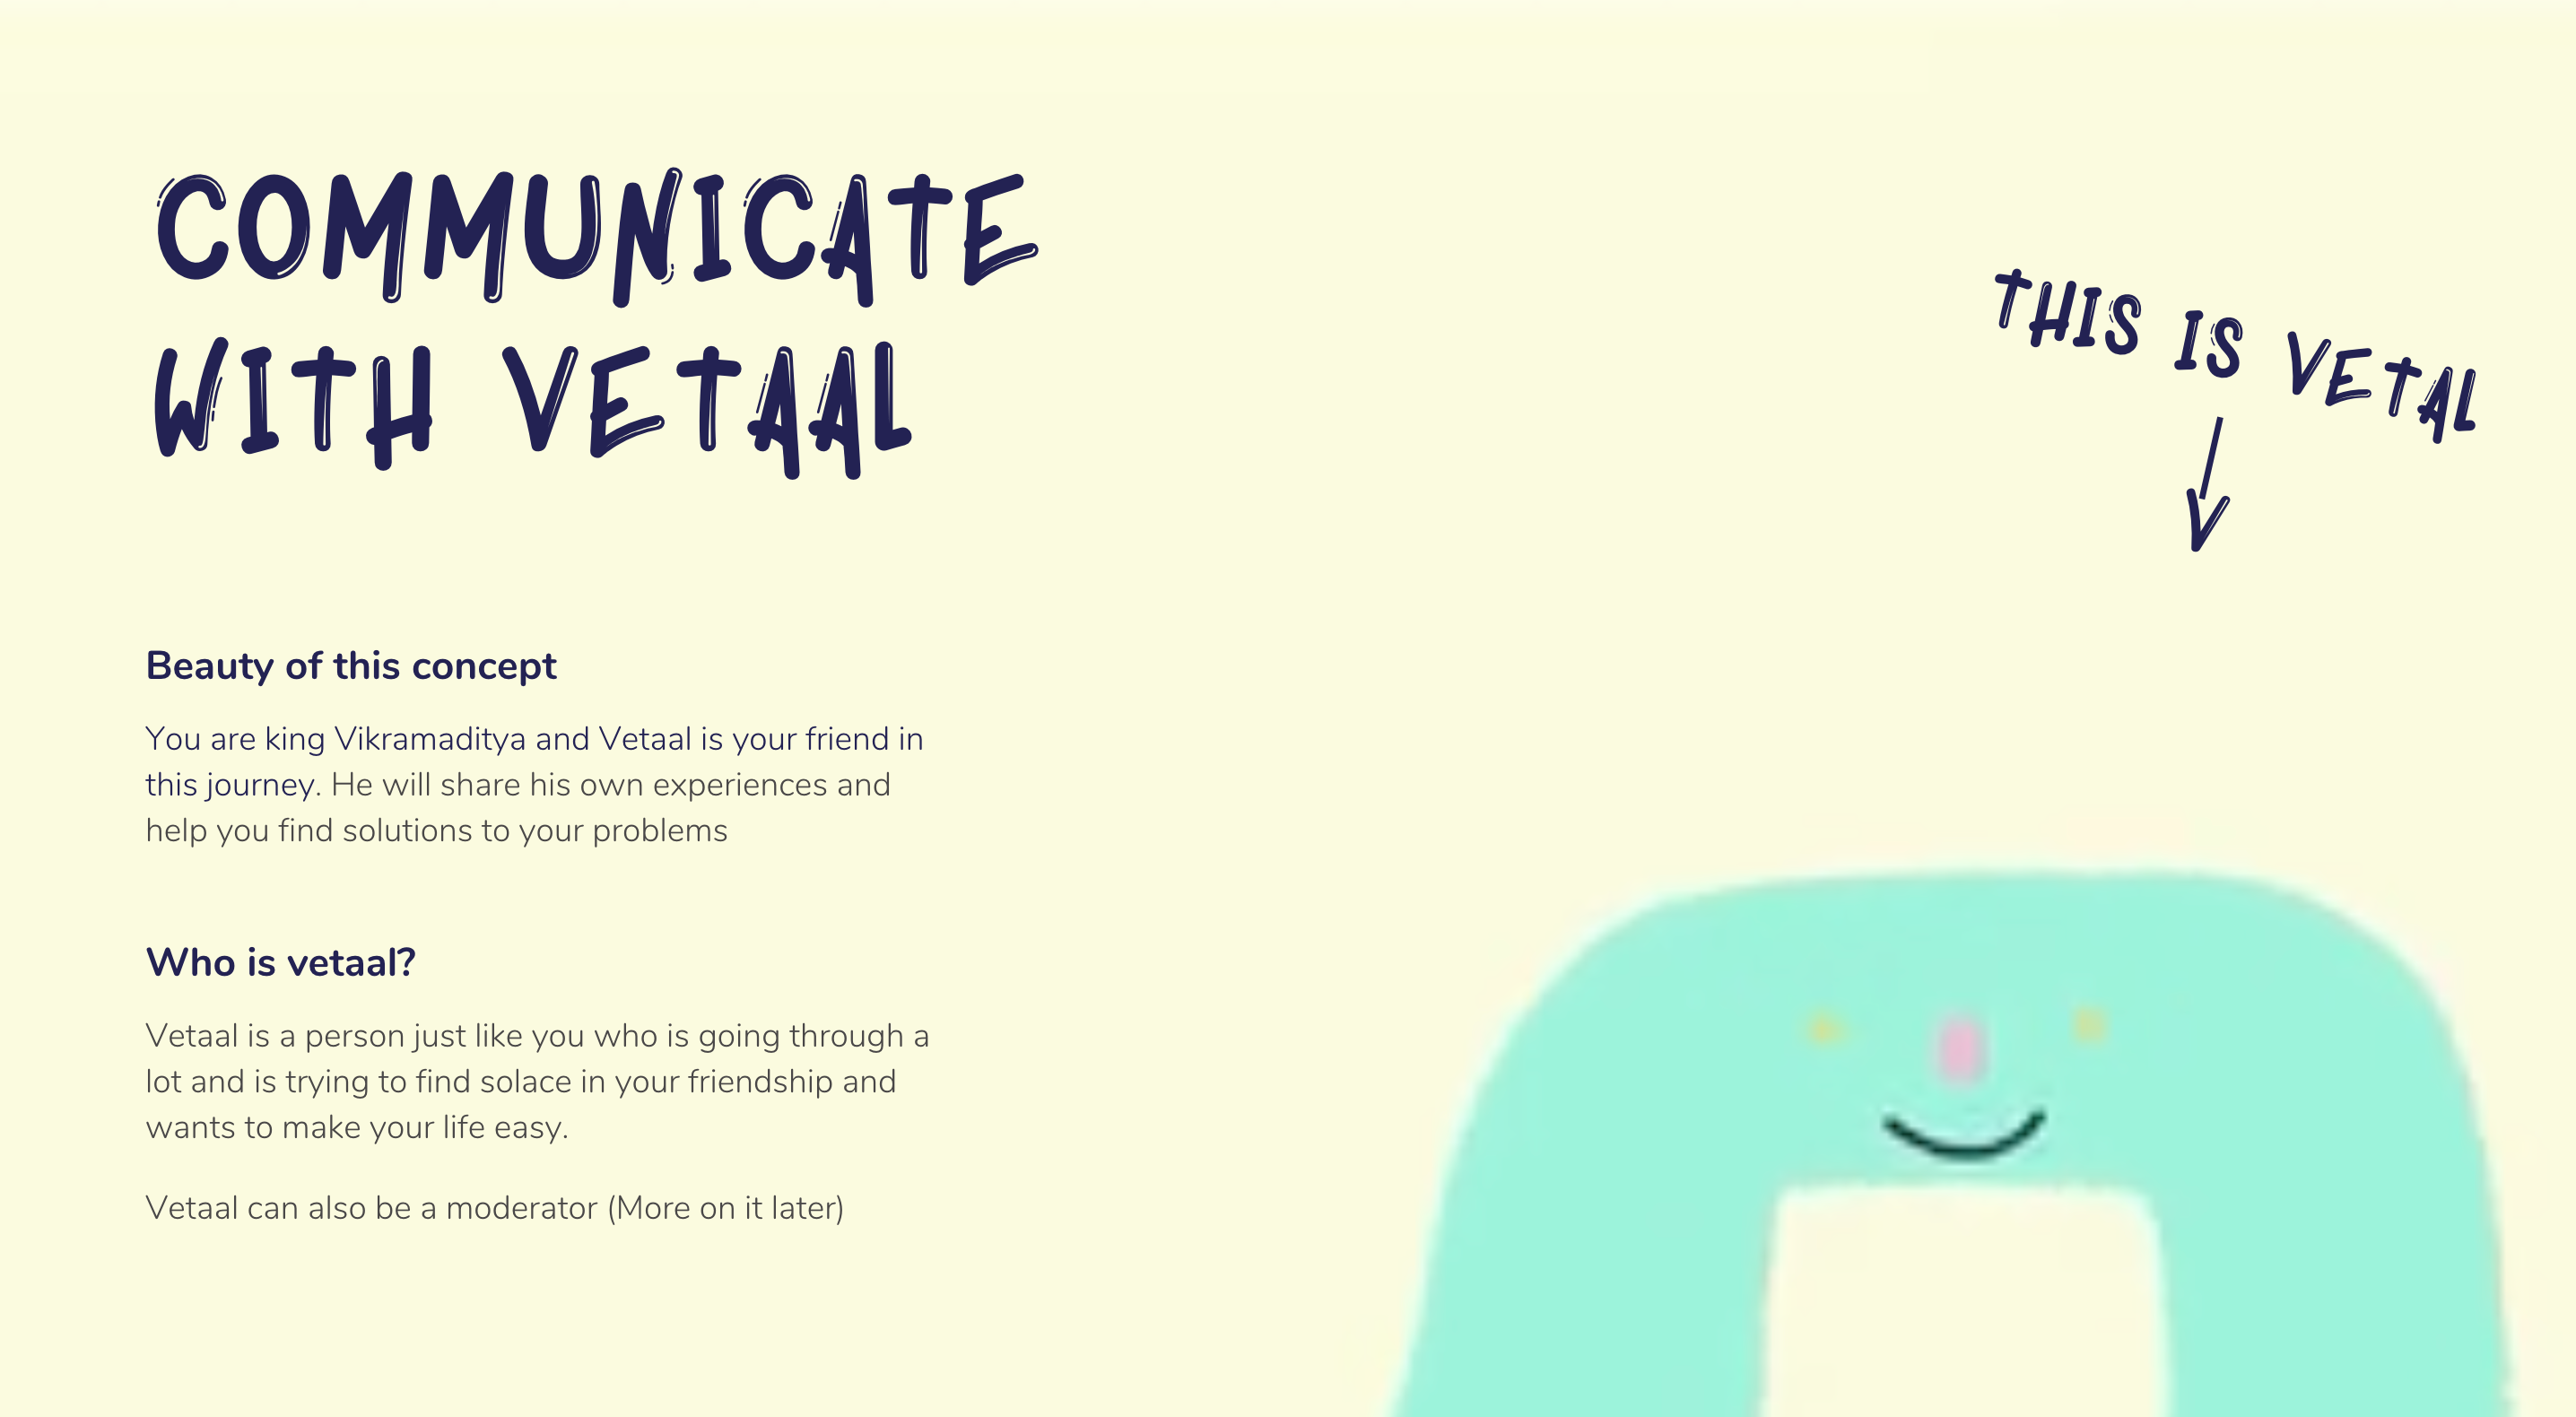 COMMUNICATE
WITH VETAAL
THIS IS VETAL
Beauty of this concept
You are king Vikramaditya and Vetaal is your friend in
this journey. He will share his own experiences and
help you find solutions to your problems
Who is vetaal?
Vetaal is a person just like you who is going through a
lot and is trying to find solace in your friendship and
wants to make your life easy.
Vetaal can also be a moderator (More on it later)